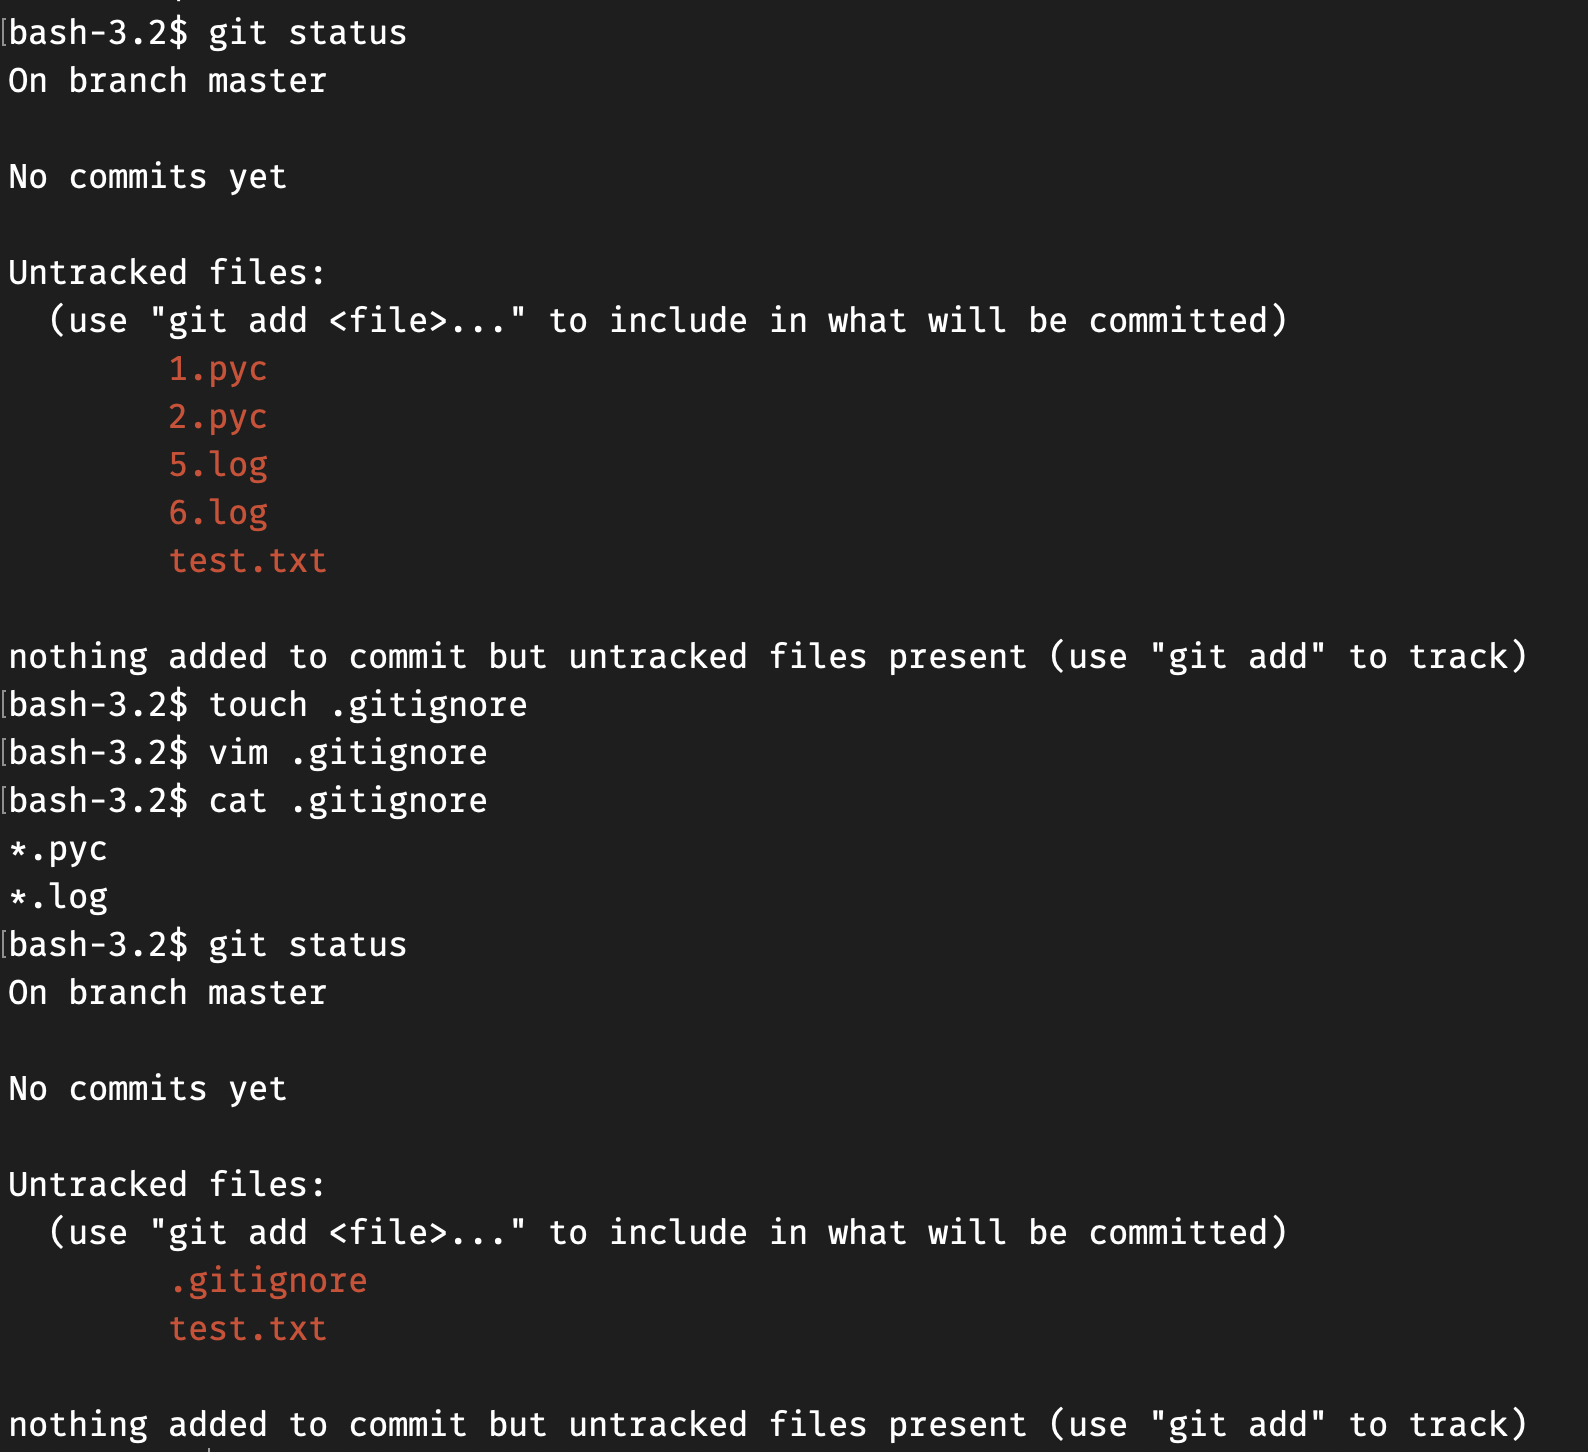 [bash-3.2$ git status
On branch master
No commits yet
Untracked files:
  (use "git add <file>..." to include in what will be committed)
        1.pyc
        2.pyc
        5.log
        6.log
        test.txt
nothing added to commit but untracked files present (use "git add" to track)
[bash-3.2$ touch .gitignore
[bash-3.2$ vim .gitignore
[bash-3.2$ cat .gitignore
*.pyc
*.log
[bash-3.2$ git status
On branch master
No commits yet
Untracked files:
  (use "git add <file>..." to include in what will be committed)
        .gitignore
        test.txt
nothing added to commit but untracked files present (use "git add" to track)